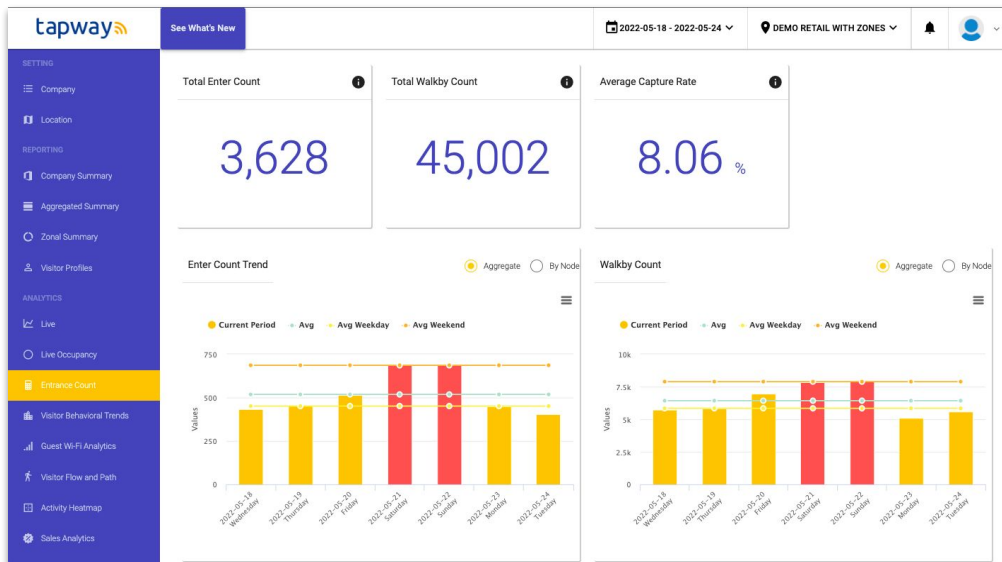 tapway
See What's New
2022-05-18 - 2022-05-24
DEMO RETAIL WITH ZONES
SETTING
Company
Location
REPORTING
Company Summary
Aggregated Summary
Zonal Summary
Visitor Profiles
ANALYTICS
Live
Live Occupancy
Entrance Count
Visitor Behavioral Trends
Guest Wi-Fi Analytics
Visitor Flow and Path
Activity Heatmap
Sales Analytics
Total Enter Count
3,628
Total Walkby Count
45,002
Average Capture Rate
8.06 %
Enter Count Trend
Aggregate By Node
Current Period Avg Avg Weekday Avg Weekend
Values
750
500
250
0
2022-05-18 Wednesday
2022-05-19 Thursday
2022-05-20 Friday
2022-05-21 Saturday
2022-05-22 Sunday
2022-05-23 Monday
2022-05-24 Tuesday
Walkby Count
Aggregate By Node
Current Period Avg Avg Weekday Avg Weekend
Values
10k
7.5k
5k
2.5k
0
2022-05-18 Wednesday
2022-05-19 Thursday
2022-05-20 Friday
2022-05-21 Saturday
2022-05-22 Sunday
2022-05-23 Monday
2022-05-24 Tuesday